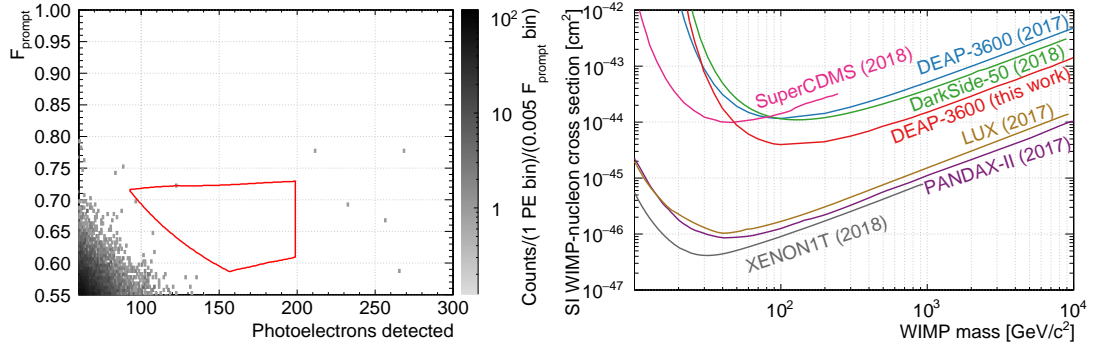 F_prompt
1.00
0.95
0.90
0.85
0.80
0.75
0.70
0.65
0.60
0.55
100 150 200 250 300
Photoelectrons detected
10^2
10
1
Counts/(1 PE bin)/(0.005 F_prompt bin)
SI WIMP-nucleon cross section [cm^2]
10^−42
10^−43
10^−44
10^−45
10^−46
10^−47
SuperCDMS (2018)
DEAP-3600 (2017)
DarkSide-50 (2018)
DEAP-3600 (this work)
LUX (2017)
PANDAX-II (2017)
XENON1T (2018)
10^2 10^3 10^4
WIMP mass [GeV/c^2]